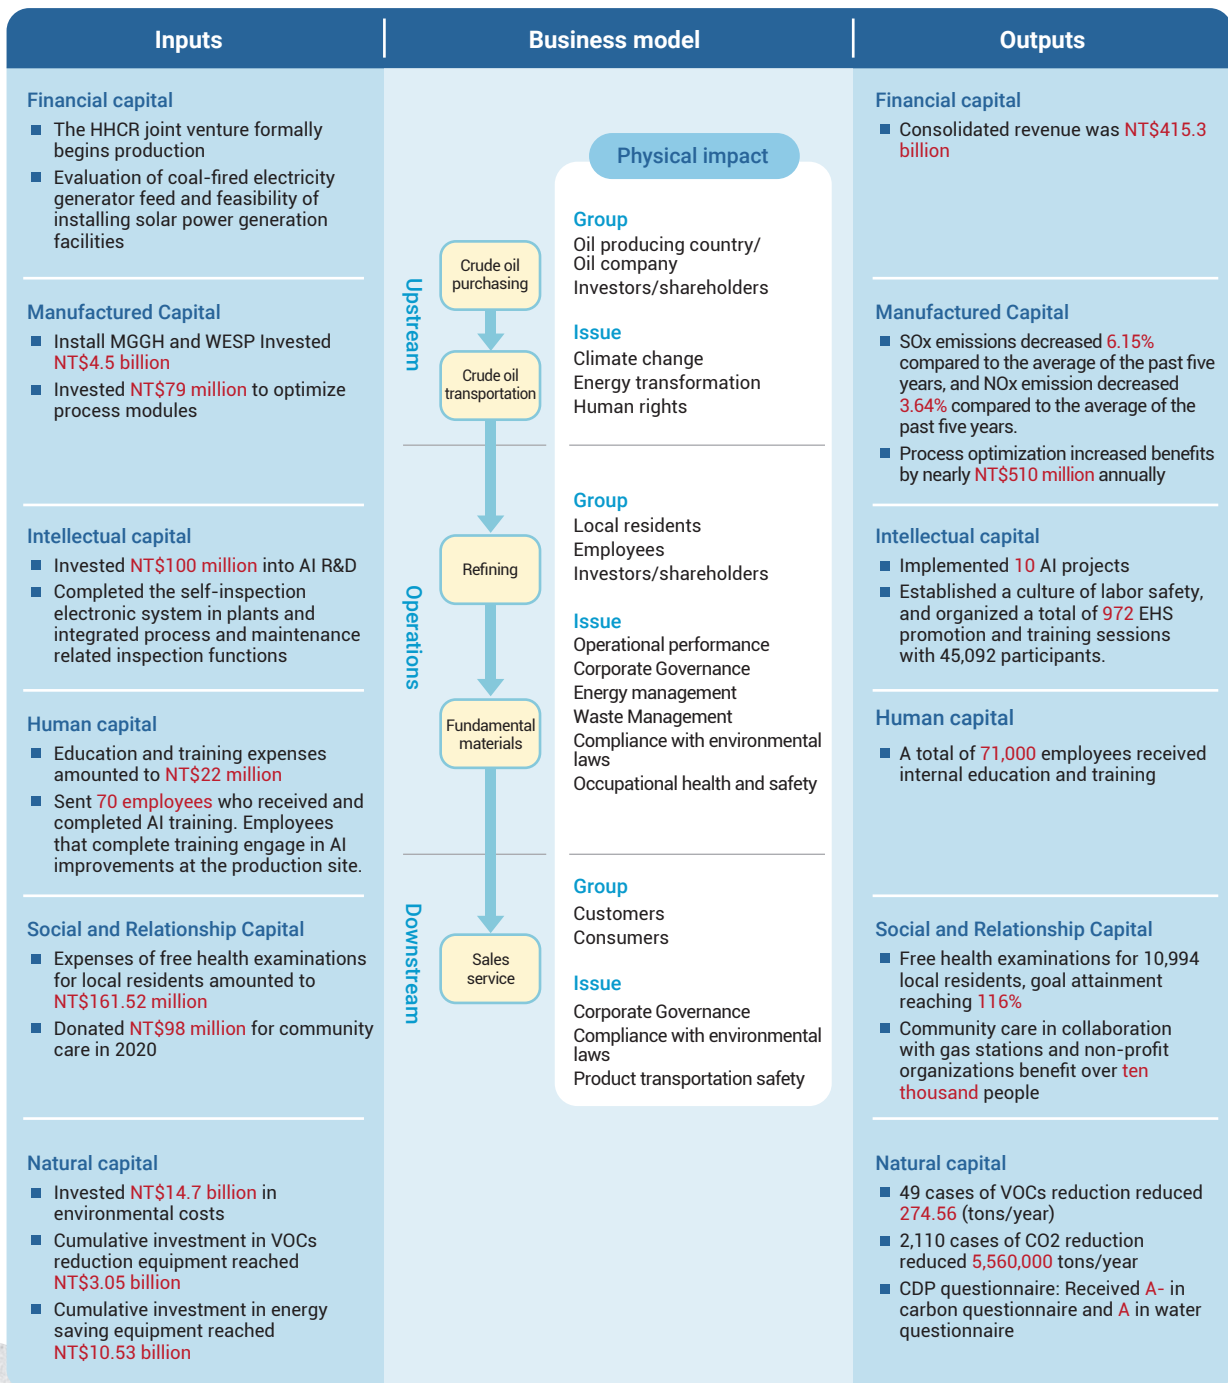 Inputs
Business model
Outputs
Financial capital
The HHCR joint venture formally
begins production
Evaluation of coal-fired electricity
generator feed and feasibility of
installing solar power generation
facilities
Manufactured Capital
Install MGGH and WESP Invested
NT$4.5 billion
Invested NT$79 million to optimize
process modules
Intellectual capital
Invested NT$100 million into AI R&D
Completed the self-inspection
electronic system in plants and
integrated process and maintenance
related inspection functions
Human capital
Education and training expenses
amounted to NT$22 million
Sent 70 employees who received and
completed AI training. Employees
that complete training engage in AI
improvements at the production site.
Social and Relationship Capital
Expenses of free health examinations
for local residents amounted to
NT$161.52 million
Donated NT$98 million for community
care in 2020
Natural capital
Invested NT$14.7 billion in
environmental costs
Cumulative investment in VOCs
reduction equipment reached
NT$3.05 billion
Cumulative investment in energy
saving equipment reached
NT$10.53 billion
Upstream
Crude oil
purchasing
Crude oil
transportation
Operations
Refining
Fundamental
materials
Downstream
Sales
service
Physical impact
Group
Oil producing country/
Oil company
Investors/shareholders
Issue
Climate change
Energy transformation
Human rights
Group
Local residents
Employees
Investors/shareholders
Issue
Operational performance
Corporate Governance
Energy management
Waste Management
Compliance with environmental
laws
Occupational health and safety
Group
Customers
Consumers
Issue
Corporate Governance
Compliance with environmental
laws
Product transportation safety
Financial capital
Consolidated revenue was NT$415.3
billion
Manufactured Capital
SOx emissions decreased 6.15%
compared to the average of the past five
years, and NOx emission decreased
3.64% compared to the average of the
past five years.
Process optimization increased benefits
by nearly NT$510 million annually
Intellectual capital
Implemented 10 AI projects
Established a culture of labor safety,
and organized a total of 972 EHS
promotion and training sessions
with 45,092 participants.
Human capital
A total of 71,000 employees received
internal education and training
Social and Relationship Capital
Free health examinations for 10,994
local residents, goal attainment
reaching 116%
Community care in collaboration
with gas stations and non-profit
organizations benefit over ten
thousand people
Natural capital
49 cases of VOCs reduction reduced
274.56 (tons/year)
2,110 cases of CO2 reduction
reduced 5,560,000 tons/year
CDP questionnaire: Received A- in
carbon questionnaire and A in water
questionnaire